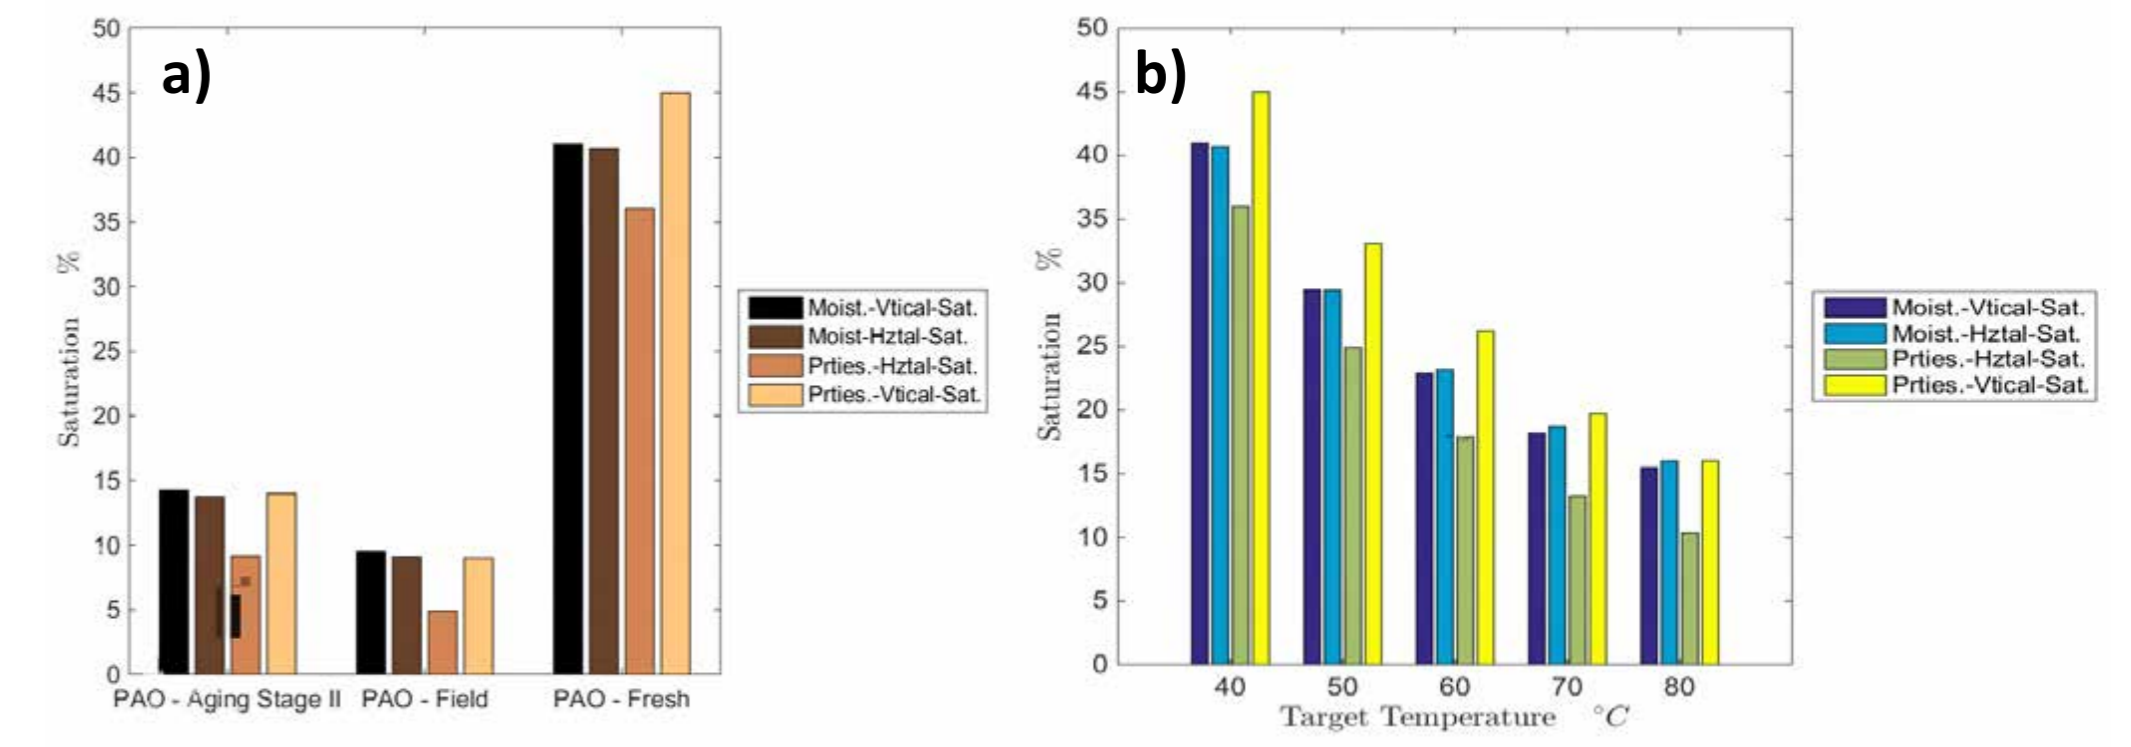 a)
50
45
40
35
30
25
20
15
10
5
0
Saturation %
PAO - Aging Stage II PAO - Field PAO - Fresh
Moist.-Vtical-Sat.
Moist-Hztal-Sat.
Prties.-Hztal-Sat.
Prties.-Vtical-Sat.
b)
50
45
40
35
30
25
20
15
10
5
0
Saturation %
40 50 60 70 80
Target Temperature °C
Moist.-Vtical-Sat.
Moist.-Hztal-Sat.
Prties.-Hztal-Sat.
Prties.-Vtical-Sat.